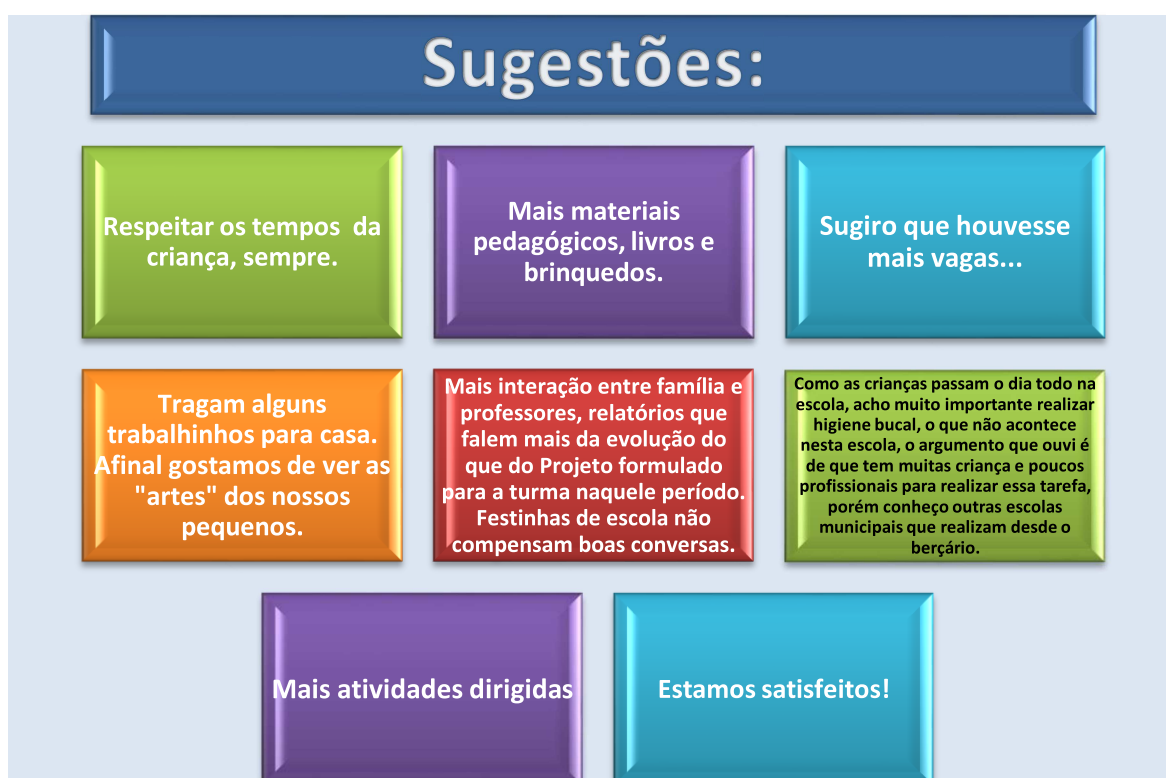 Sugestões:
Respeitar os tempos  da
criança, sempre.
Mais materiais
pedagógicos, livros e
brinquedos.
Sugiro que houvesse
mais vagas...
Tragam alguns
trabalhinhos para casa.
Afinal gostamos de ver as
"artes" dos nossos
pequenos.
Mais interação entre família e
professores, relatórios que
falem mais da evolução do
que do Projeto formulado
para a turma naquele período.
Festinhas de escola não
compensam boas conversas.
Como as crianças passam o dia todo na
escola, acho muito importante realizar
higiene bucal, o que não acontece
nesta escola, o argumento que ouvi é
de que tem muitas criança e poucos
profissionais para realizar essa tarefa,
porém conheço outras escolas
municipais que realizam desde o
berçário.
Mais atividades dirigidas
Estamos satisfeitos!